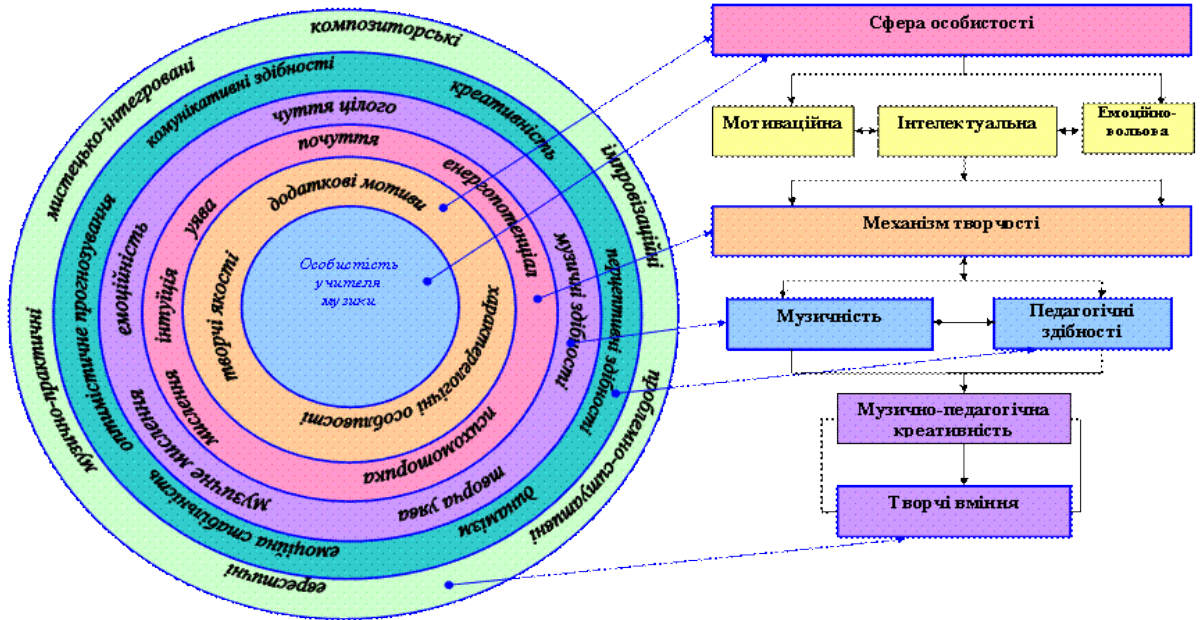 композиторські
мистецько-інтегровані
імпровізаційні
музично-практичні
проблемно-ситуативні
евристичні
комунікативні здібності
креативність
оптимістичне прогнозування
перцептивні здібності
емоційна стабільність
динамізм
чуття цілого
емоційність
музичні здібності
музичне мислення
творча уява
почуття
енергопотенціал
уява
інтуїція
мислення
психомоторика
додаткові мотиви
творчі якості
характерологічні особливості
Особистість
учителя
музики
Сфера особистості
Мотиваційна
Інтелектуальна
Емоційно-
вольова
Механізм творчості
Музичність
Педагогічні
здібності
Музично-педагогічна
креативність
Творчі вміння